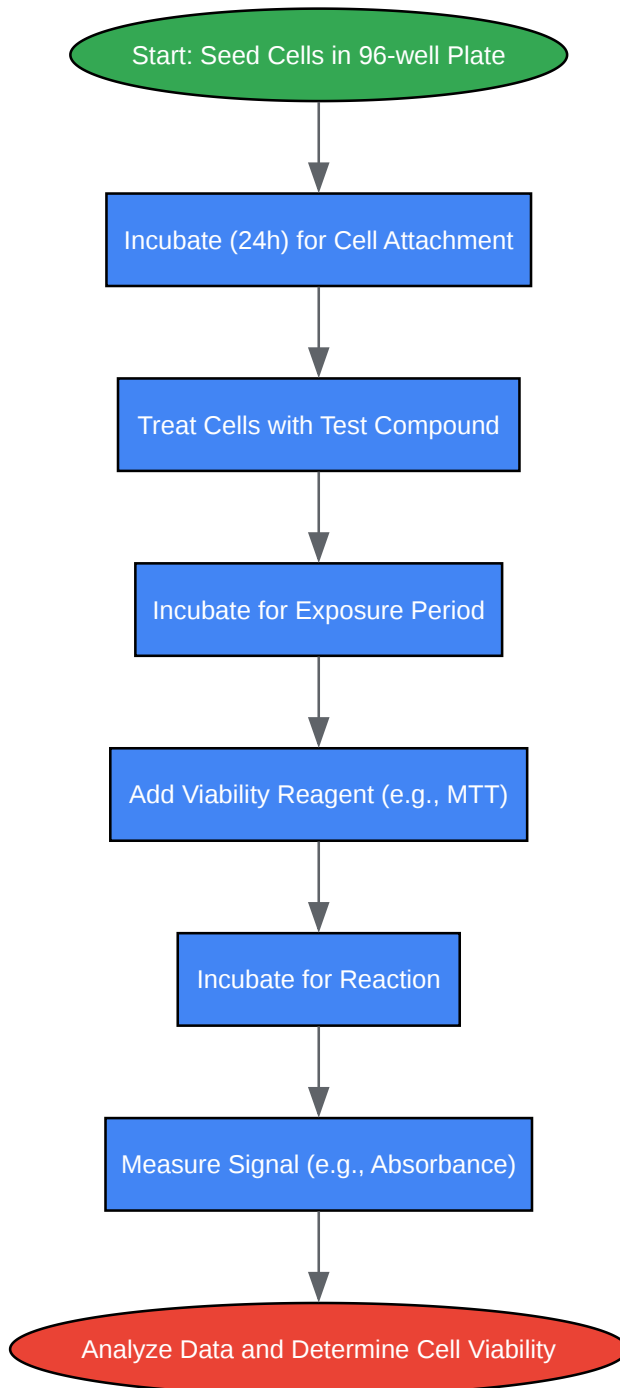 Start: Seed Cells in 96-well Plate
Incubate (24h) for Cell Attachment
Treat Cells with Test Compound
Incubate for Exposure Period
Add Viability Reagent (e.g., MTT)
Incubate for Reaction
Measure Signal (e.g., Absorbance)
Analyze Data and Determine Cell Viability